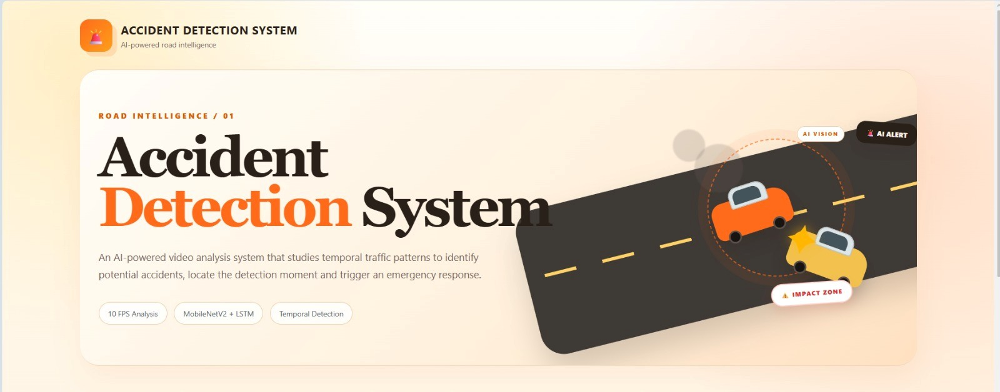 ACCIDENT DETECTION SYSTEM
AI-powered road intelligence
ROAD INTELLIGENCE / 01
Accident
Detection System
An AI-powered video analysis system that studies temporal traffic patterns to identify
potential accidents, locate the detection moment and trigger an emergency response.
10 FPS Analysis
MobileNetV2 + LSTM
Temporal Detection
AI VISION
AI ALERT
IMPACT ZONE